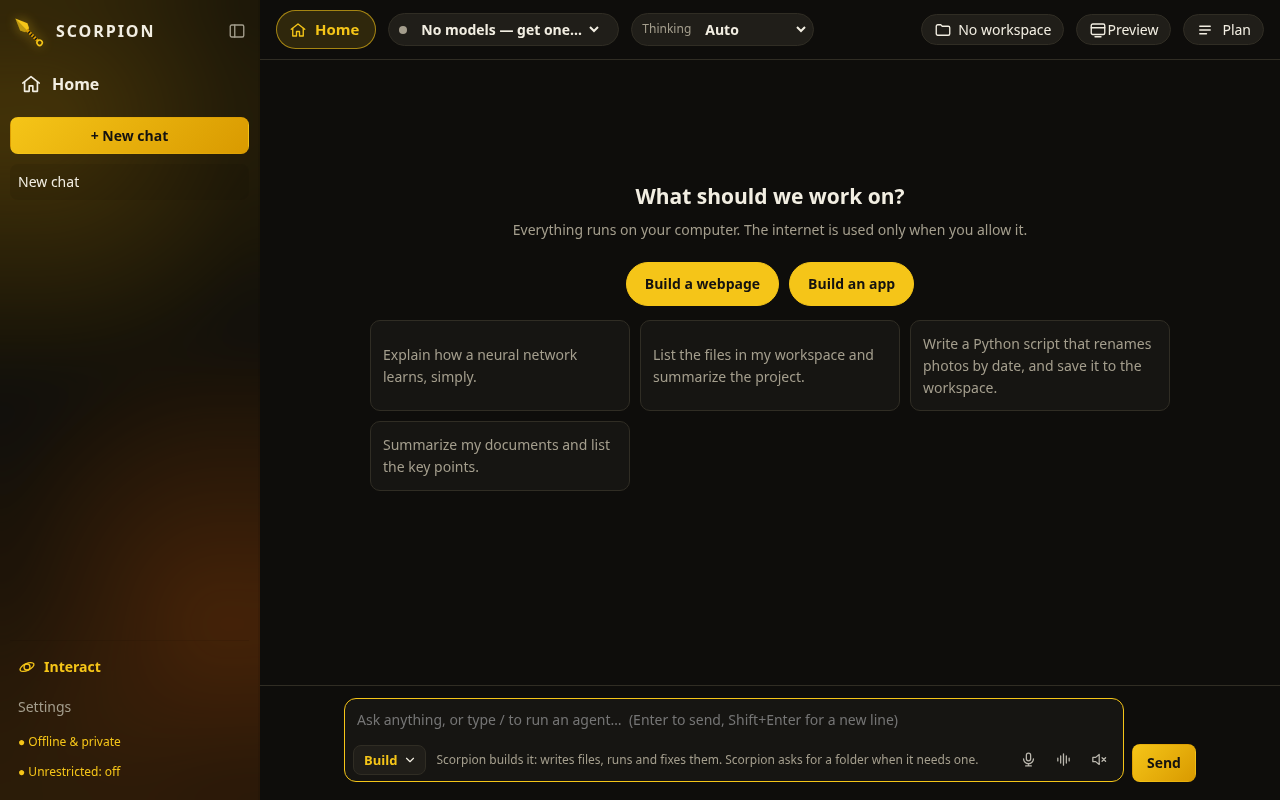 SCORPION
Home
+ New chat
New chat
Interact
Settings
● Offline & private
● Unrestricted: off
Home
No models — get one...
Thinking Auto
No workspace
Preview
Plan
What should we work on?
Everything runs on your computer. The internet is used only when you allow it.
Build a webpage
Build an app
Explain how a neural network
learns, simply.
List the files in my workspace and
summarize the project.
Write a Python script that renames
photos by date, and save it to the
workspace.
Summarize my documents and list
the key points.
Ask anything, or type / to run an agent... (Enter to send, Shift+Enter for a new line)
Build
Scorpion builds it: writes files, runs and fixes them. Scorpion asks for a folder when it needs one.
Send